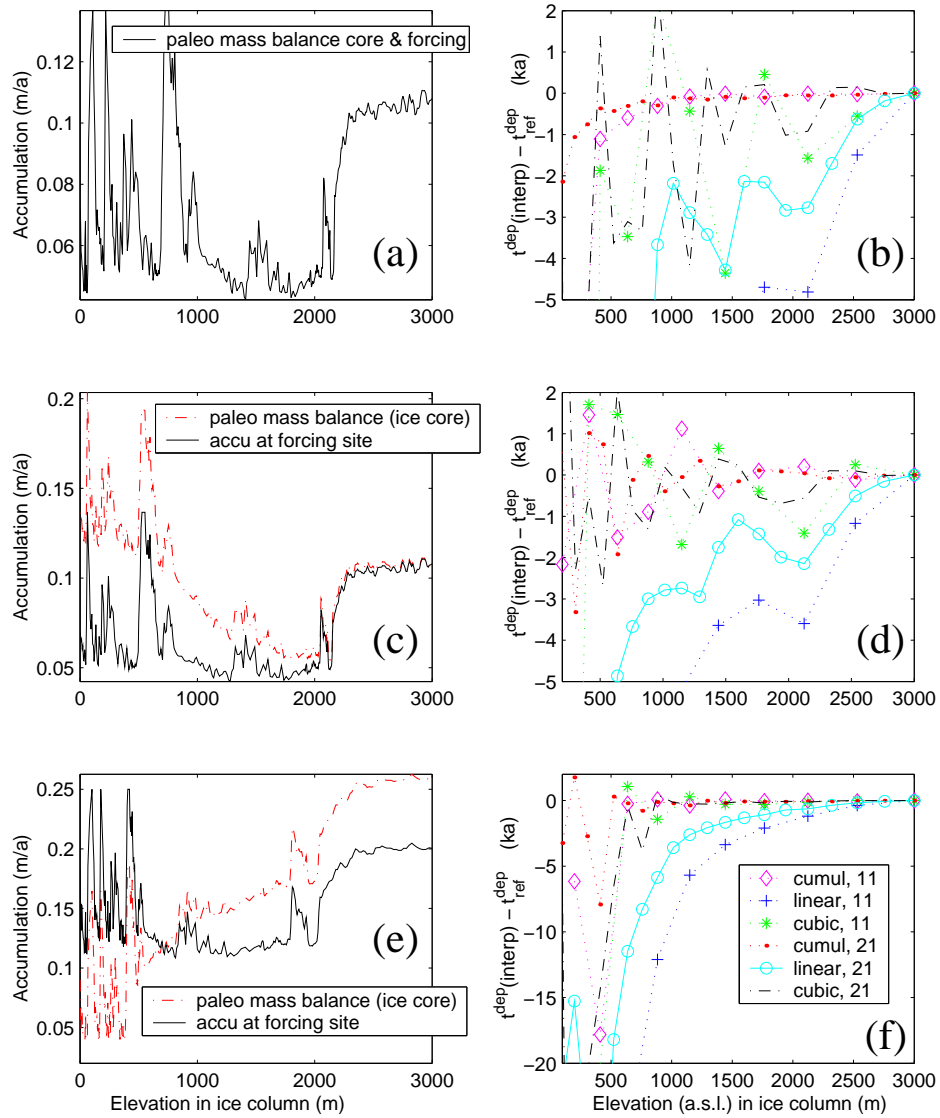 paleo mass balance core & forcing
Accumulation (m/a)
0.12
0.1
0.08
0.06
0 1000 2000 3000
(a)
t^dep(interp) − t^dep_ref (ka)
2
1
0
−1
−2
−3
−4
−5
500 1000 1500 2000 2500 3000
(b)
paleo mass balance (ice core)
accu at forcing site
Accumulation (m/a)
0.2
0.15
0.1
0.05
0 1000 2000 3000
(c)
t^dep(interp) − t^dep_ref (ka)
2
1
0
−1
−2
−3
−4
−5
500 1000 1500 2000 2500 3000
(d)
Accumulation (m/a)
0.25
0.2
0.15
0.1
0.05
(e)
paleo mass balance (ice core)
accu at forcing site
0 1000 2000 3000
Elevation in ice column (m)
t^dep(interp) − t^dep_ref (ka)
0
−5
−10
−15
−20
cumul, 11
linear, 11
cubic, 11
cumul, 21
linear, 21
cubic, 21
(f)
500 1000 1500 2000 2500 3000
Elevation (a.s.l.) in ice column (m)